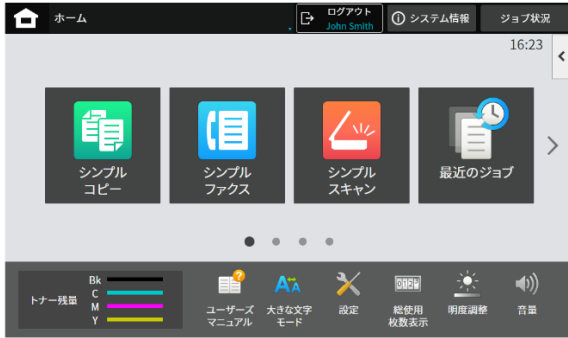 ホーム
ログアウト
John Smith
システム情報
ジョブ状況
16:23
シンプル
コピー
シンプル
ファクス
シンプル
スキャン
最近のジョブ
トナー残量
Bk
C
M
Y
ユーザーズ
マニュアル
大きな文字
モード
設定
総使用
枚数表示
明度調整
音量